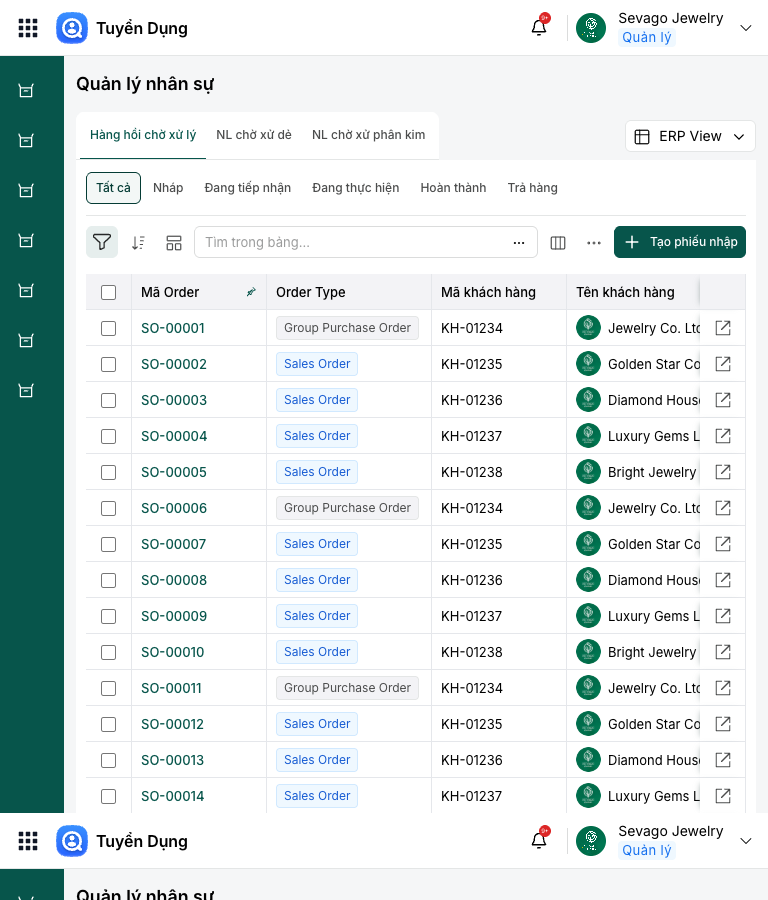 Tuyển Dụng
9+
Sevago Jewelry
Quản lý
Quản lý nhân sự
Hàng hồi chờ xử lý NL chờ xử dẻ NL chờ xử phân kim
ERP View
Tất cả Nháp Đang tiếp nhận Đang thực hiện Hoàn thành Trả hàng
Tìm trong bảng... Tạo phiếu nhập
Mã Order Order Type Mã khách hàng Tên khách hàng
SO-00001 Group Purchase Order KH-01234 Jewelry Co. Ltd
SO-00002 Sales Order KH-01235 Golden Star Co
SO-00003 Sales Order KH-01236 Diamond House
SO-00004 Sales Order KH-01237 Luxury Gems L
SO-00005 Sales Order KH-01238 Bright Jewelry
SO-00006 Group Purchase Order KH-01234 Jewelry Co. Ltd
SO-00007 Sales Order KH-01235 Golden Star Co
SO-00008 Sales Order KH-01236 Diamond House
SO-00009 Sales Order KH-01237 Luxury Gems L
SO-00010 Sales Order KH-01238 Bright Jewelry
SO-00011 Group Purchase Order KH-01234 Jewelry Co. Ltd
SO-00012 Sales Order KH-01235 Golden Star Co
SO-00013 Sales Order KH-01236 Diamond House
SO-00014 Sales Order KH-01237 Luxury Gems L
Tuyển Dụng
9+
Sevago Jewelry
Quản lý
Quản lý nhân sự